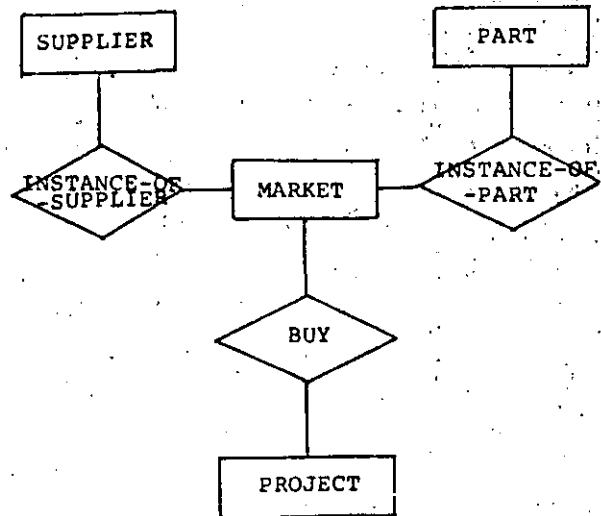 SUPPLIER
PART
INSTANCE-OF
-SUPPLIER
MARKET
INSTANCE-OF
-PART
BUY
PROJECT